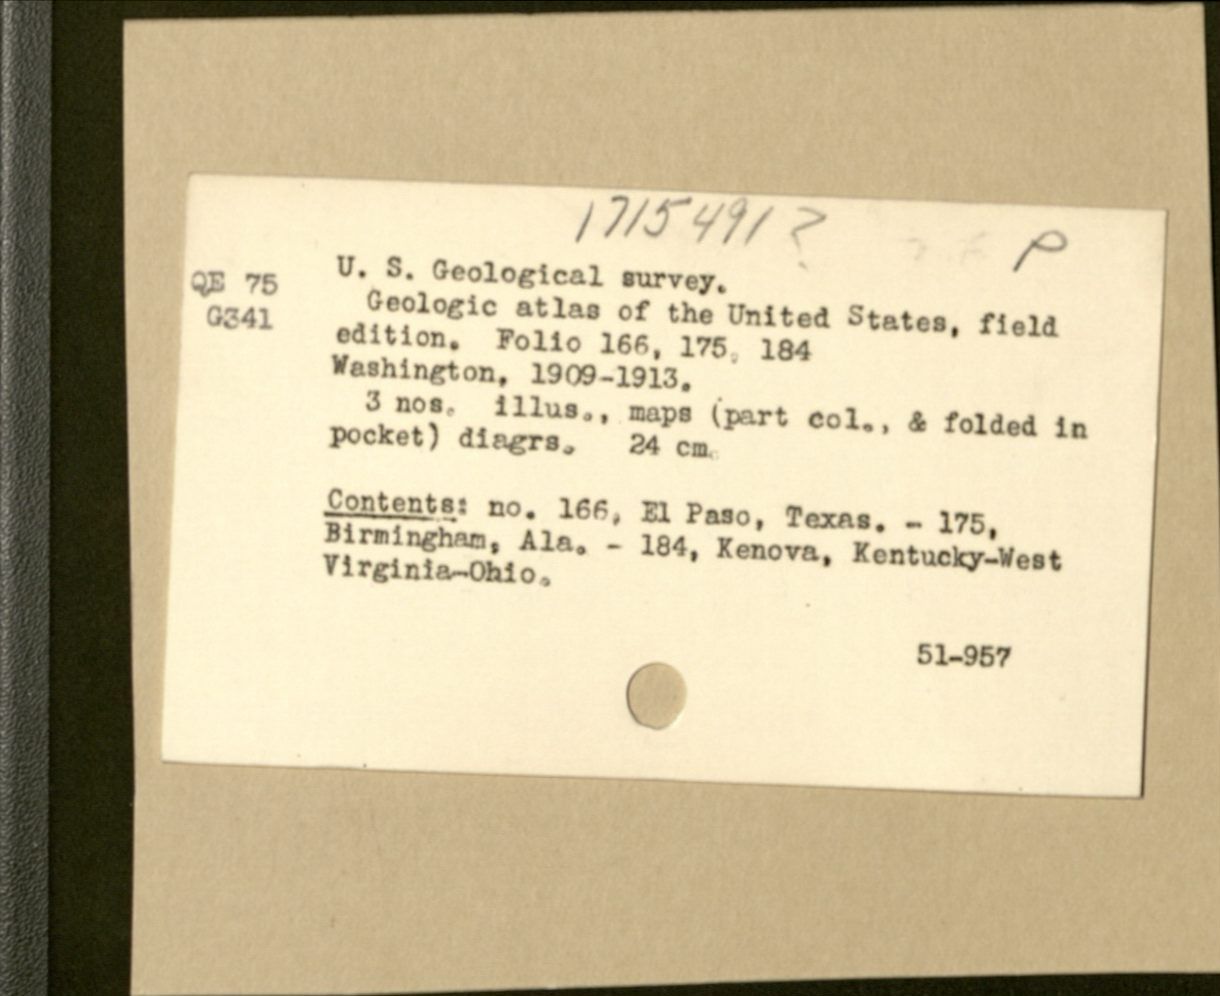 17154912 P
QE 75
G341
U. S. Geological survey.
Geologic atlas of the United States, field
edition. Folio 166, 175, 184
Washington, 1909-1913.
3 nos. illus., maps (part col., & folded in
pocket) diagrs. 24 cm.
Contents: no. 166, El Paso, Texas. - 175,
Birmingham, Ala. - 184, Kenova, Kentucky-West
Virginia-Ohio.
51-957